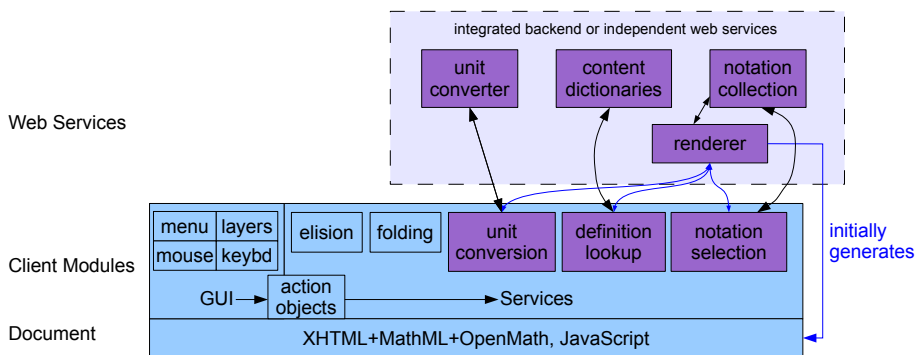 integrated backend or independent web services
unit
converter
content
dictionaries
notation
collection
Web Services
renderer
menu
layers
mouse
keybd
elision
folding
unit
conversion
definition
lookup
notation
selection
initially
generates
Client Modules
GUI
action
objects
Services
Document
XHTML+MathML+OpenMath, JavaScript